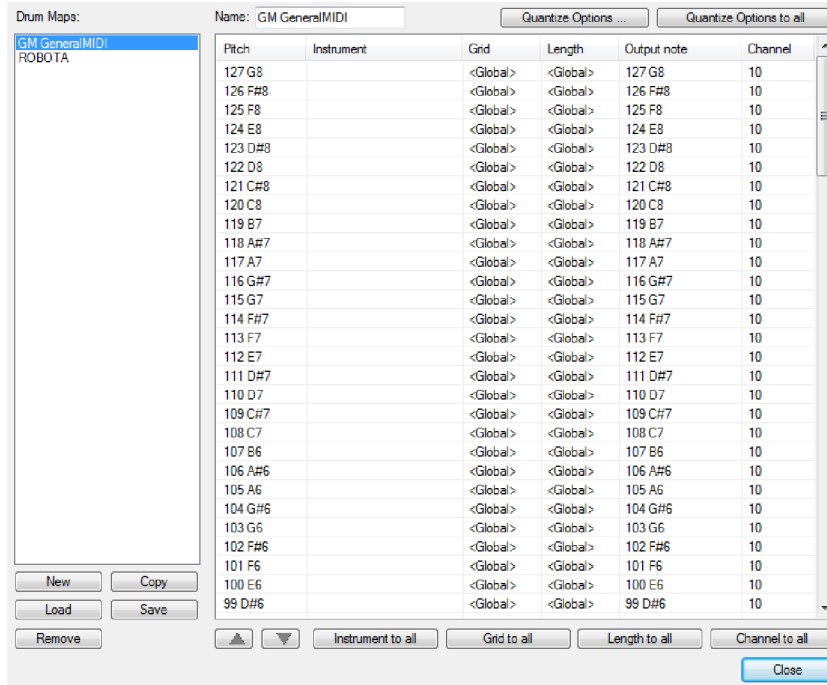 Drum Maps:
Name: GM GeneralMIDI
Quantize Options ...
Quantize Options to all
GM GeneralMIDI
ROBOTA
Pitch Instrument Grid Length Output note Channel
127 G8 <Global> <Global> 127 G8 10
126 F#8 <Global> <Global> 126 F#8 10
125 F8 <Global> <Global> 125 F8 10
124 E8 <Global> <Global> 124 E8 10
123 D#8 <Global> <Global> 123 D#8 10
122 D8 <Global> <Global> 122 D8 10
121 C#8 <Global> <Global> 121 C#8 10
120 C8 <Global> <Global> 120 C8 10
119 B7 <Global> <Global> 119 B7 10
118 A#7 <Global> <Global> 118 A#7 10
117 A7 <Global> <Global> 117 A7 10
116 G#7 <Global> <Global> 116 G#7 10
115 G7 <Global> <Global> 115 G7 10
114 F#7 <Global> <Global> 114 F#7 10
113 F7 <Global> <Global> 113 F7 10
112 E7 <Global> <Global> 112 E7 10
111 D#7 <Global> <Global> 111 D#7 10
110 D7 <Global> <Global> 110 D7 10
109 C#7 <Global> <Global> 109 C#7 10
108 C7 <Global> <Global> 108 C7 10
107 B6 <Global> <Global> 107 B6 10
106 A#6 <Global> <Global> 106 A#6 10
105 A6 <Global> <Global> 105 A6 10
104 G#6 <Global> <Global> 104 G#6 10
103 G6 <Global> <Global> 103 G6 10
102 F#6 <Global> <Global> 102 F#6 10
101 F6 <Global> <Global> 101 F6 10
100 E6 <Global> <Global> 100 E6 10
99 D#6 <Global> <Global> 99 D#6 10
New Copy
Load Save
Remove
Instrument to all Grid to all Length to all Channel to all
Close